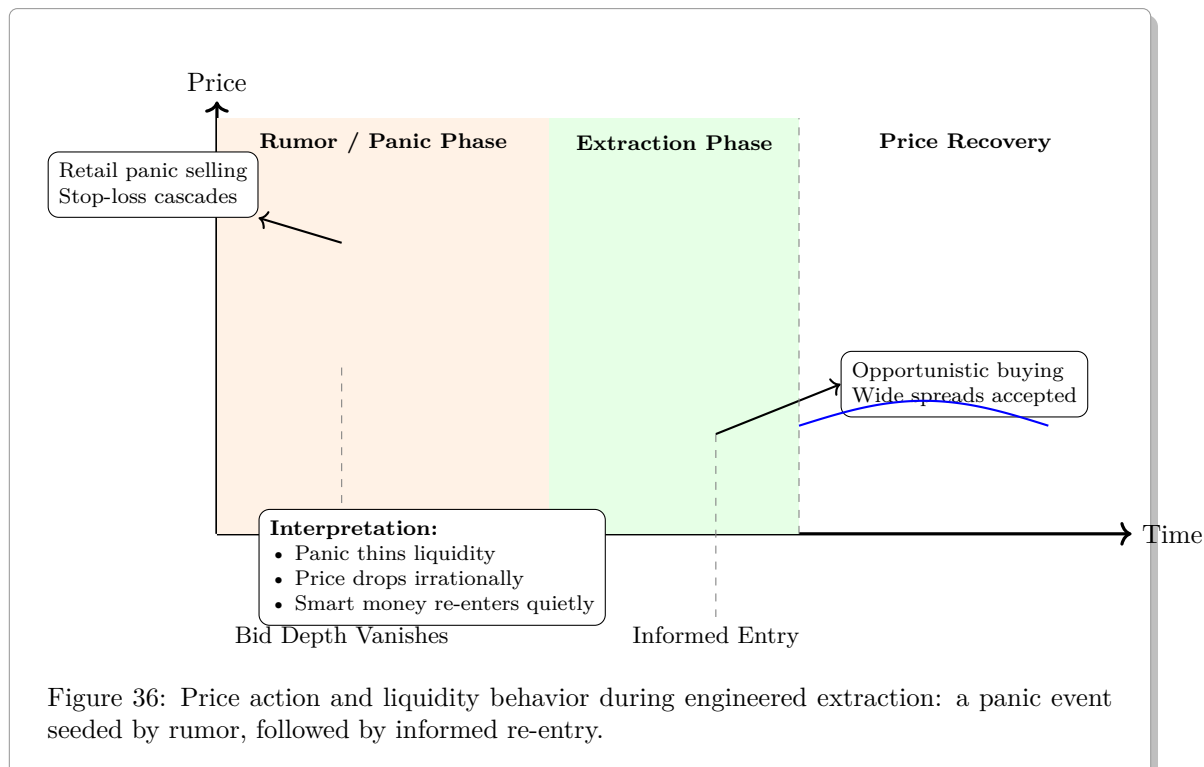 Price
Rumor / Panic Phase
Extraction Phase
Price Recovery
Retail panic selling
Stop-loss cascades
Opportunistic buying
Wide spreads accepted
Time
Interpretation:
• Panic thins liquidity
• Price drops irrationally
• Smart money re-enters quietly
Bid Depth Vanishes
Informed Entry
Figure 36: Price action and liquidity behavior during engineered extraction: a panic event
seeded by rumor, followed by informed re-entry.